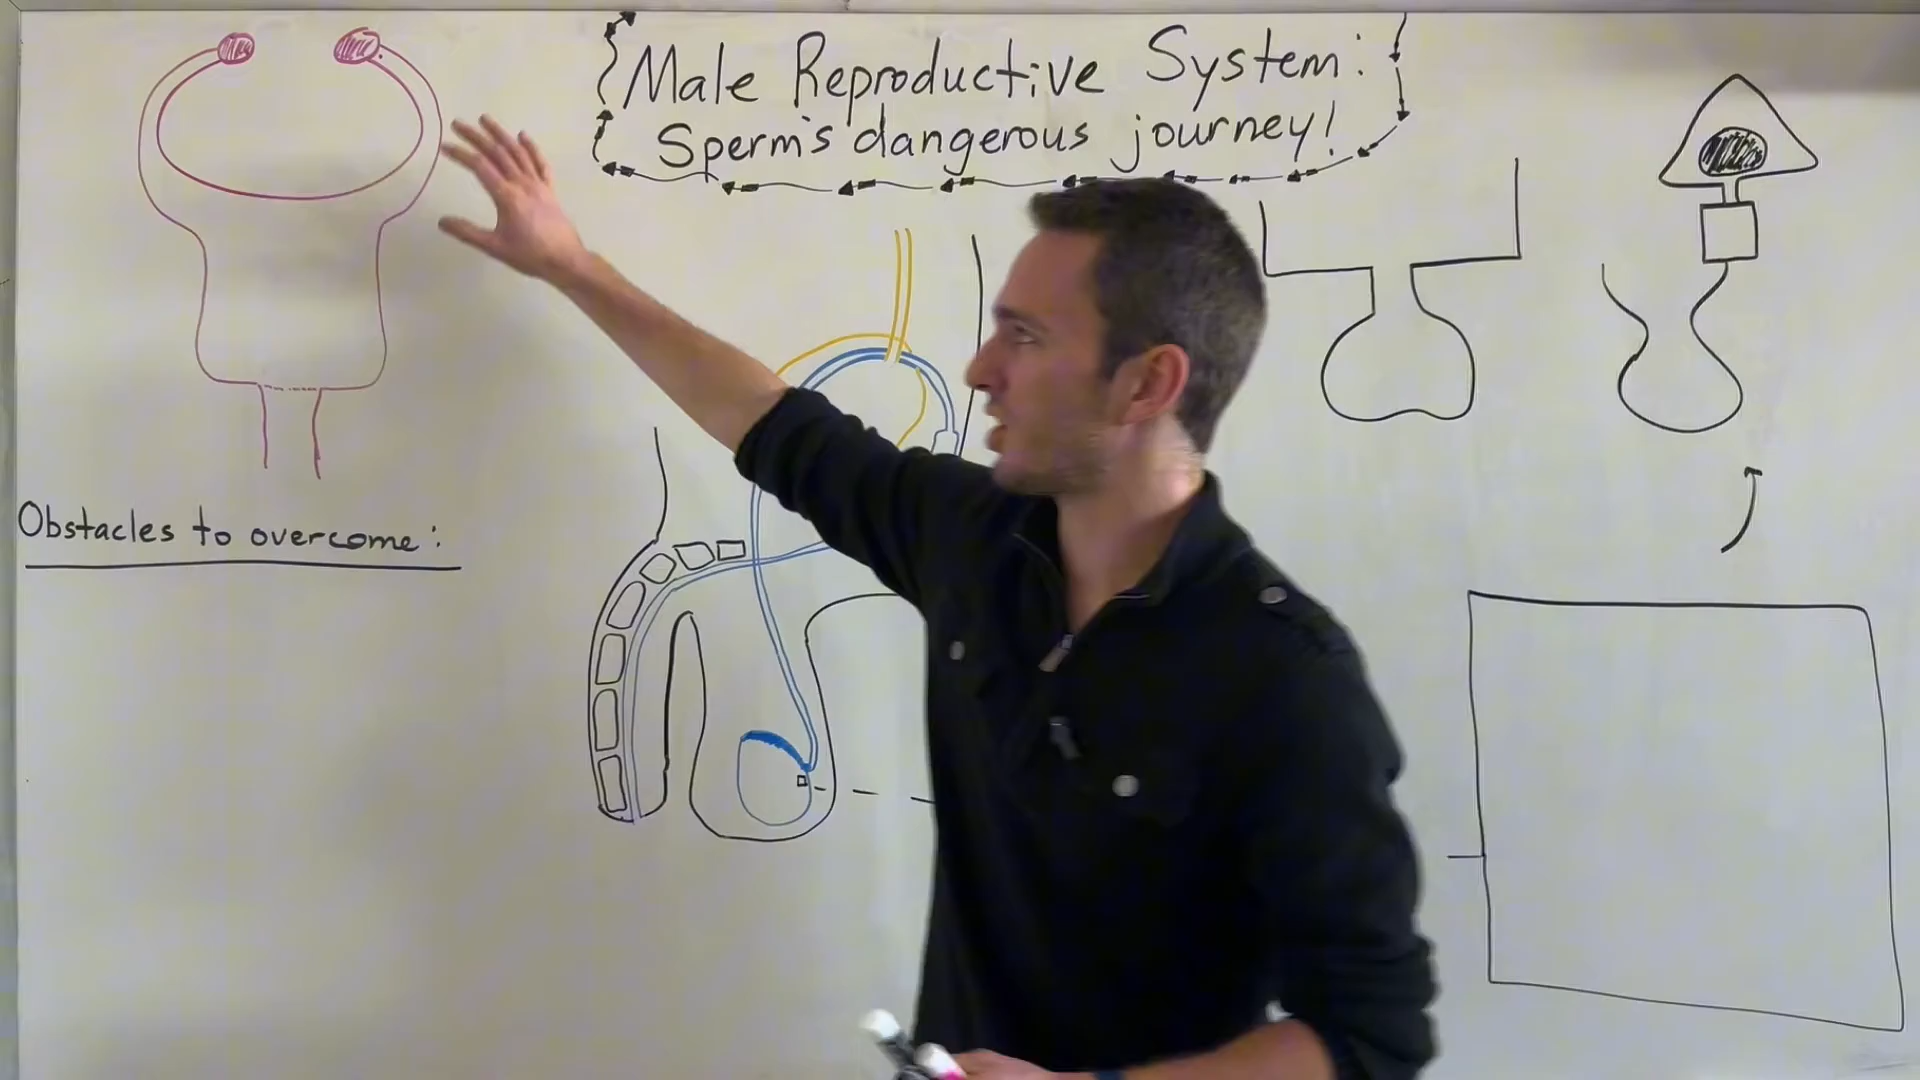 Male Reproductive System:
Sperm's dangerous journey!
Obstacles to overcome: